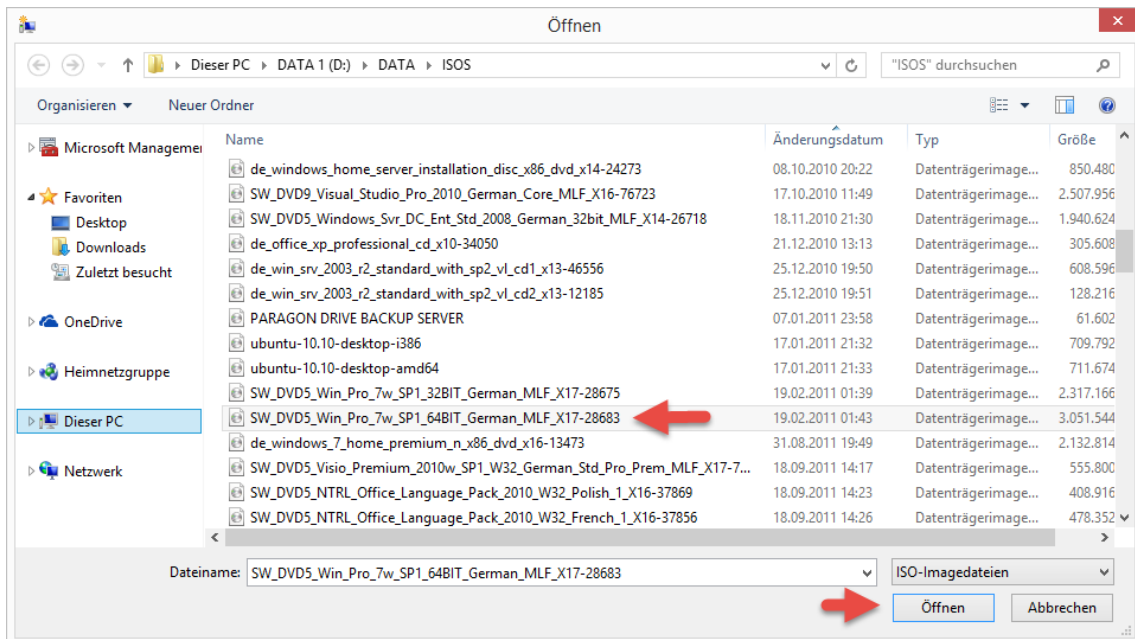 Öffnen
Dieser PC DATA 1 (D:) DATA ISOS "ISOS" durchsuchen
Organisieren Neuer Ordner
Microsoft Managemei
Favoriten
Desktop
Downloads
Zuletzt besucht
OneDrive
Heimnetzgruppe
Dieser PC
Netzwerk
Name Änderungsdatum Typ Größe
de_windows_home_server_installation_disc_x86_dvd_x14-24273 08.10.2010 20:22 Datenträgerimage... 850.480
SW_DVD9_Visual_Studio_Pro_2010_German_Core_MLF_X16-76723 17.10.2010 11:49 Datenträgerimage... 2.507.956
SW_DVD5_Windows_Svr_DC_Ent_Std_2008_German_32bit_MLF_X14-26718 18.11.2010 21:30 Datenträgerimage... 1.940.624
de_office_xp_professional_cd_x10-34050 21.12.2010 13:13 Datenträgerimage... 305.608
de_win_srv_2003_r2_standard_with_sp2_vl_cd1_x13-46556 25.12.2010 19:50 Datenträgerimage... 608.596
de_win_srv_2003_r2_standard_with_sp2_vl_cd2_x13-12185 25.12.2010 19:51 Datenträgerimage... 128.216
PARAGON DRIVE BACKUP SERVER 07.01.2011 23:58 Datenträgerimage... 61.602
ubuntu-10.10-desktop-i386 17.01.2011 21:32 Datenträgerimage... 709.792
ubuntu-10.10-desktop-amd64 17.01.2011 21:33 Datenträgerimage... 711.674
SW_DVD5_Win_Pro_7w_SP1_32BIT_German_MLF_X17-28675 19.02.2011 01:39 Datenträgerimage... 2.317.166
SW_DVD5_Win_Pro_7w_SP1_64BIT_German_MLF_X17-28683 19.02.2011 01:43 Datenträgerimage... 3.051.544
de_windows_7_home_premium_n_x86_dvd_x16-13473 31.08.2011 19:49 Datenträgerimage... 2.132.814
SW_DVD5_Visio_Premium_2010w_SP1_W32_German_Std_Pro_Prem_MLF_X17-7... 18.09.2011 14:17 Datenträgerimage... 555.800
SW_DVD5_NTRL_Office_Language_Pack_2010_W32_Polish_1_X16-37869 18.09.2011 14:23 Datenträgerimage... 408.916
SW_DVD5_NTRL_Office_Language_Pack_2010_W32_French_1_X16-37856 18.09.2011 14:26 Datenträgerimage... 478.352
Dateiname: SW_DVD5_Win_Pro_7w_SP1_64BIT_German_MLF_X17-28683 ISO-Imagedateien
Öffnen Abbrechen